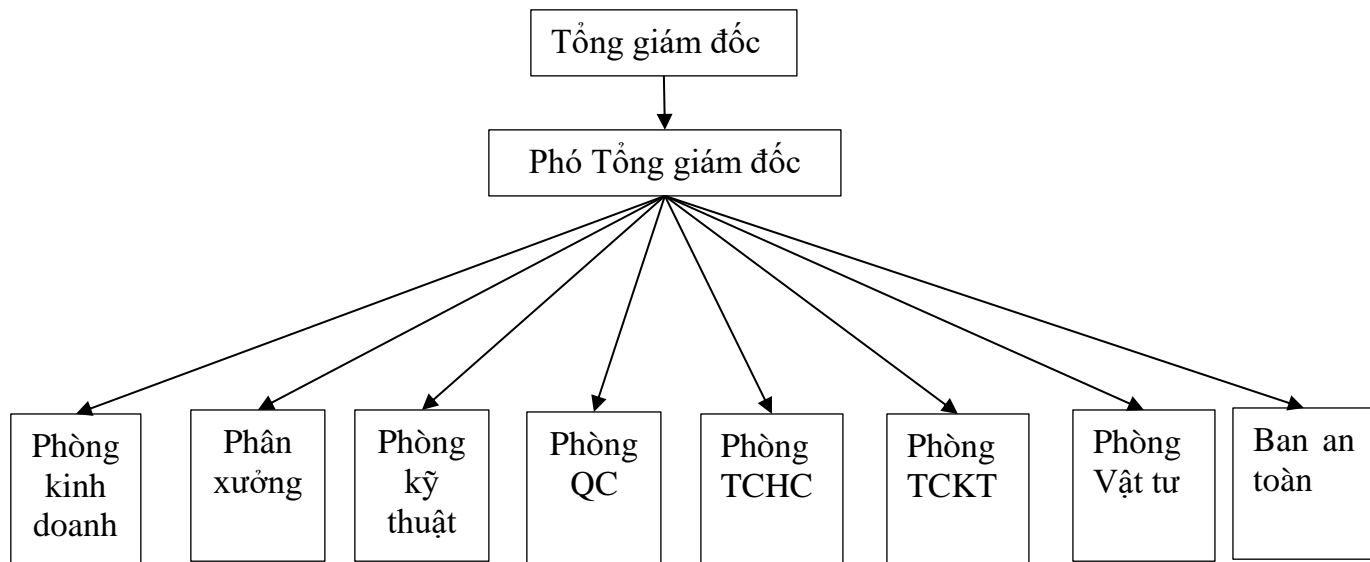 Tổng giám đốc
Phó Tổng giám đốc
Phòng
kinh
doanh
Phân
xưởng
Phòng
kỹ
thuật
Phòng
QC
Phòng
TCHC
Phòng
TCKT
Phòng
Vật tư
Ban an
toàn